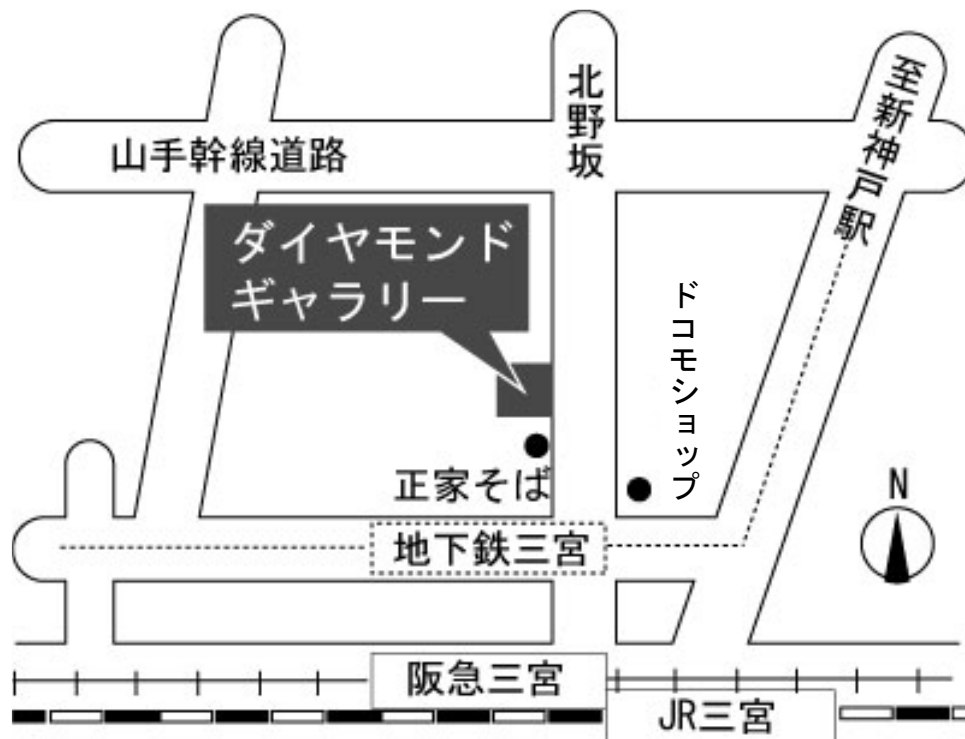 北野坂
至新神戸駅
山手幹線道路
ダイヤモンド
ギャラリー
ドコモショップ
正家そば
N
地下鉄三宮
阪急三宮
JR三宮